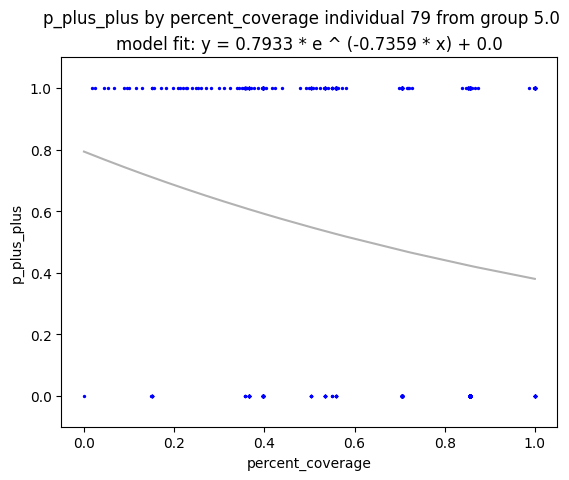 p_plus_plus by percent_coverage individual 79 from group 5.0
model fit: y = 0.7933 * e ^ (-0.7359 * x) + 0.0
1.0
0.8
0.6
0.4
0.2
0.0
p_plus_plus
0.0 0.2 0.4 0.6 0.8 1.0
percent_coverage